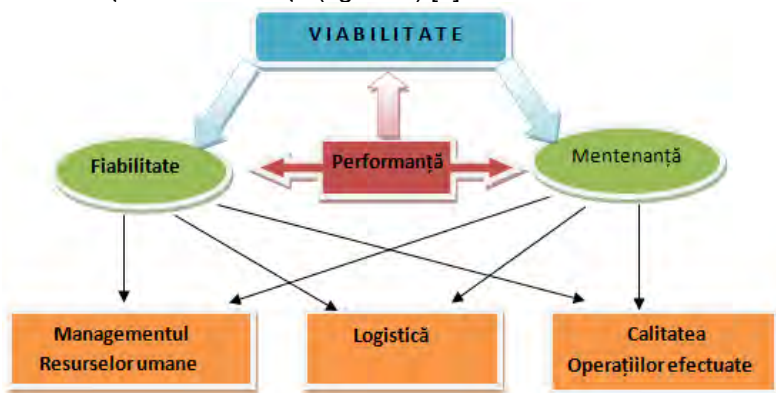 VIABILITATE
Fiabilitate
Performanță
Mentenanță
Managementul
Resurselor umane
Logistică
Calitatea
Operațiilor efectuate